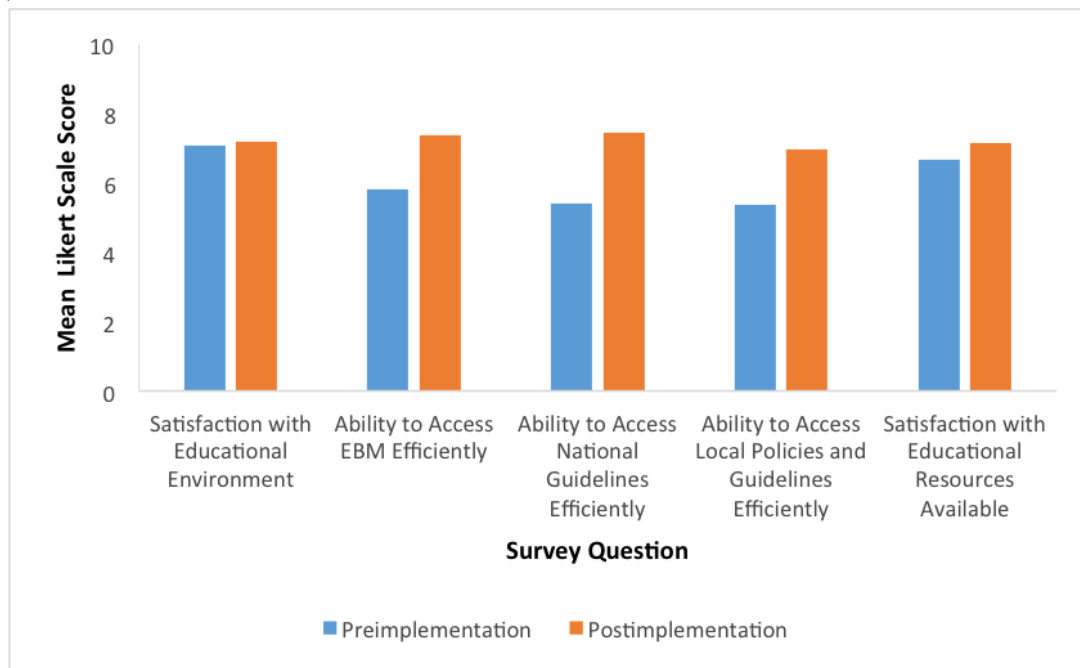 10
8
6
4
2
0
Mean Likert Scale Score
Satisfaction with
Educational
Environment
Ability to Access
EBM Efficiently
Ability to Access
National
Guidelines
Efficiently
Ability to Access
Local Policies and
Guidelines
Efficiently
Satisfaction with
Educational
Resources
Available
Survey Question
Preimplementation
Postimplementation